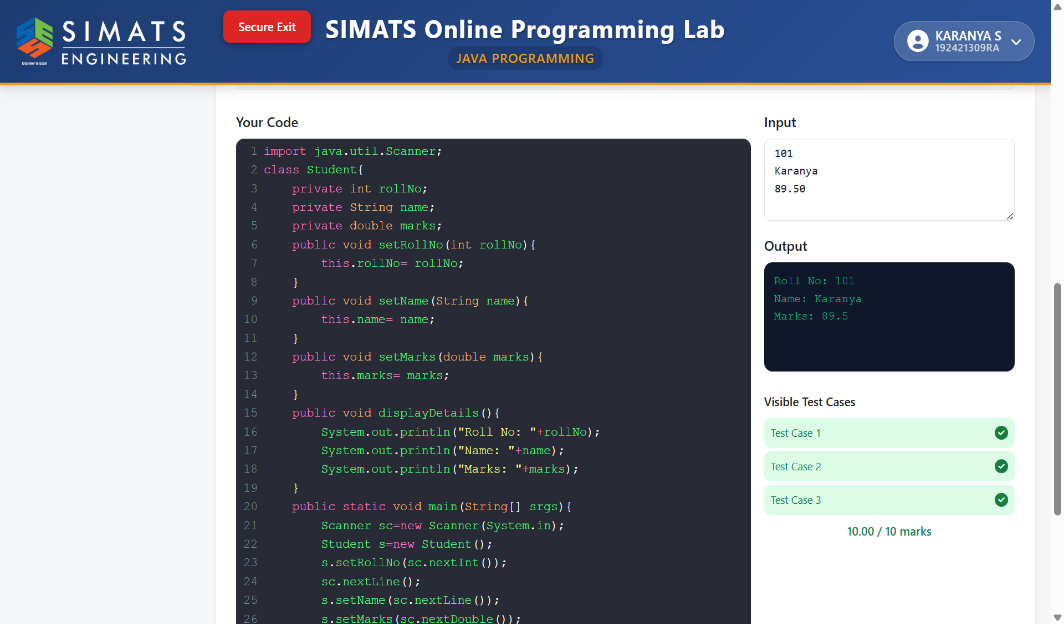 SIMATS
ENGINEERING
Secure Exit
SIMATS Online Programming Lab
JAVA PROGRAMMING
KARANYA S
192421309RA
Your Code
1 import java.util.Scanner;
2 class Student{
3     private int rollNo;
4     private String name;
5     private double marks;
6     public void setRollNo(int rollNo){
7         this.rollNo= rollNo;
8     }
9     public void setName(String name){
10         this.name= name;
11     }
12     public void setMarks(double marks){
13         this.marks= marks;
14     }
15     public void displayDetails(){
16         System.out.println("Roll No: "+rollNo);
17         System.out.println("Name: "+name);
18         System.out.println("Marks: "+marks);
19     }
20     public static void main(String[] srgs){
21         Scanner sc=new Scanner(System.in);
22         Student s=new Student();
23         s.setRollNo(sc.nextInt());
24         sc.nextLine();
25         s.setName(sc.nextLine());
26         s.setMarks(sc.nextDouble());
Input
101
Karanya
89.50
Output
Roll No: 101
Name: Karanya
Marks: 89.5
Visible Test Cases
Test Case 1
Test Case 2
Test Case 3
10.00 / 10 marks